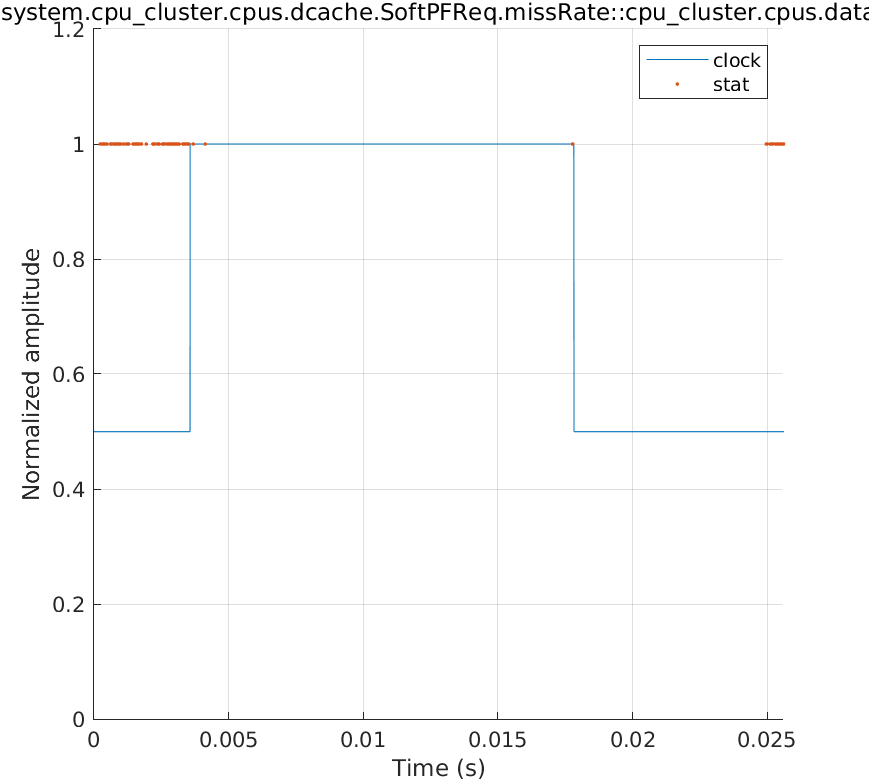 system.cpu_cluster.cpus.dcache.SoftPFReq.missRate::cpu_cluster.cpus.data
1.2
clock
stat
1
0.8
Normalized amplitude
0.6
0.4
0.2
0
0 0.005 0.01 0.015 0.02 0.025
Time (s)